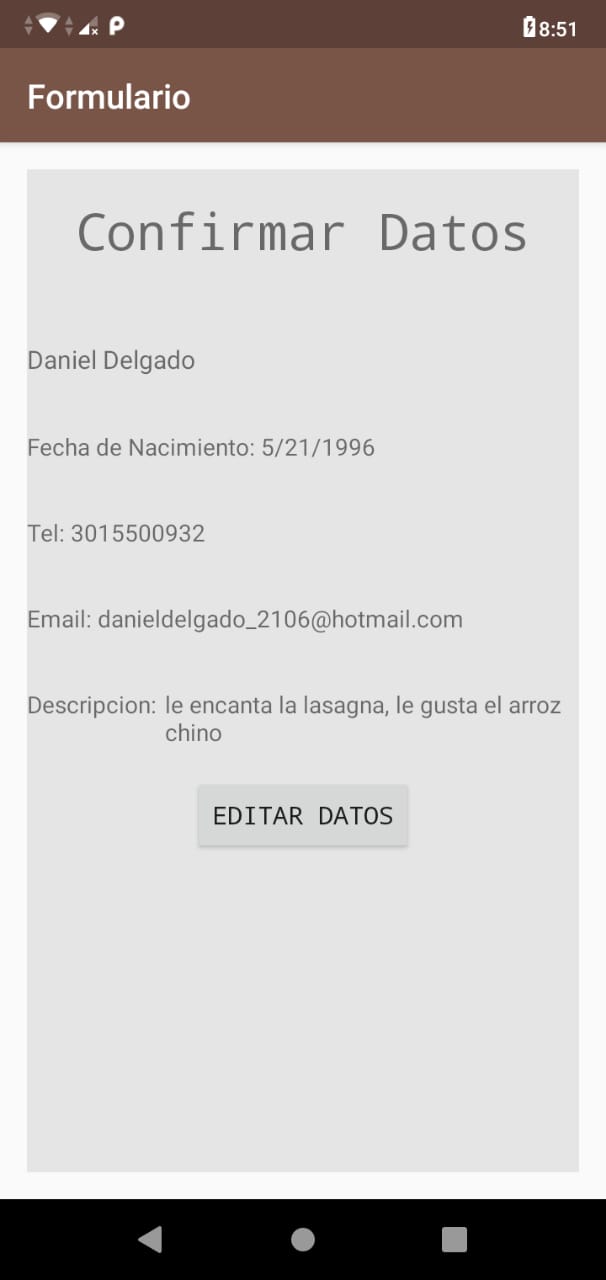 8:51
Formulario
Confirmar Datos
Daniel Delgado
Fecha de Nacimiento: 5/21/1996
Tel: 3015500932
Email: danieldelgado_2106@hotmail.com
Descripcion: le encanta la lasagna, le gusta el arroz
chino
EDITAR DATOS